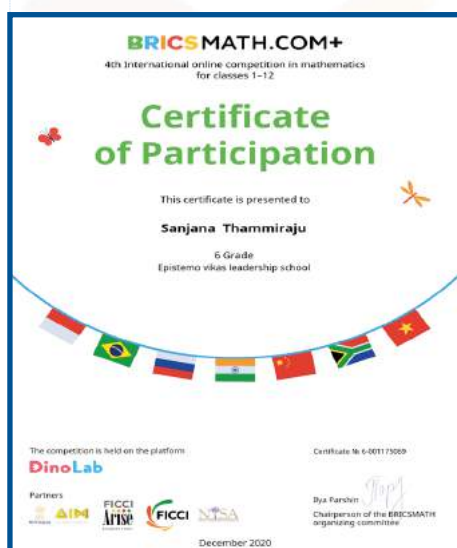 BRICSMATH.COM+
4th International online competition in mathematics
for classes 1–12
Certificate
of Participation
This certificate is presented to
Sanjana Thammiraju
6 Grade
Epistemo vikas leadership school
The competition is held on the platform
DinoLab
Certificate № 6-001175069
Partners
AIM
FICCI
Arise
FICCI
NISA
Ilya Parshin
Chairperson of the BRICSMATH
organizing committee
December 2020